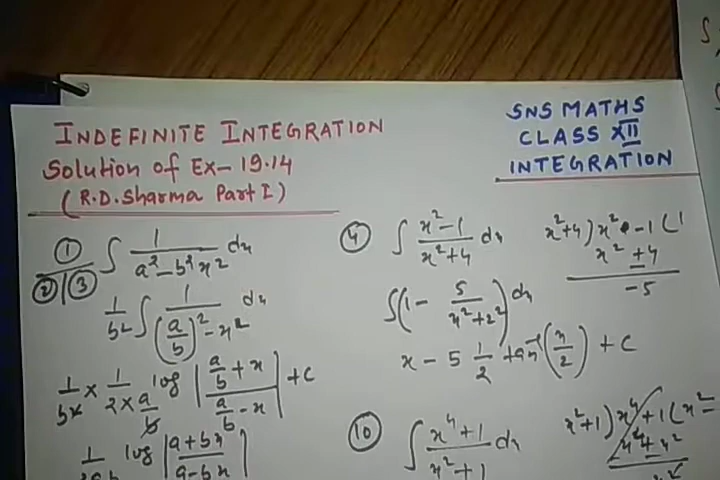 INDEFINITE INTEGRATION
Solution of Ex-19.14
(R.D. Sharma Part I)
SNS MATHS
CLASS XII
INTEGRATION
① ∫ 1/(a²-b²x²) dx
②/③
1/b² ∫ 1/((a/b)²-x²) dx
1/b² × 1/(2×a/b) log |(a/b+x)/(a/b-x)| +C
log |(a+bx)/(a-bx)|
④ ∫ (x²-1)/(x²+4) dx
∫(1 - 5/(x²+2²)) dx
x - 5 1/2 tan⁻¹(x/2) + C
x²+4) x² -1 (1
x² +4
-5
⑩ ∫ (x⁴+1)/(x²+1) dx
x²+1) x⁴+1 (x²-
x⁴+x²